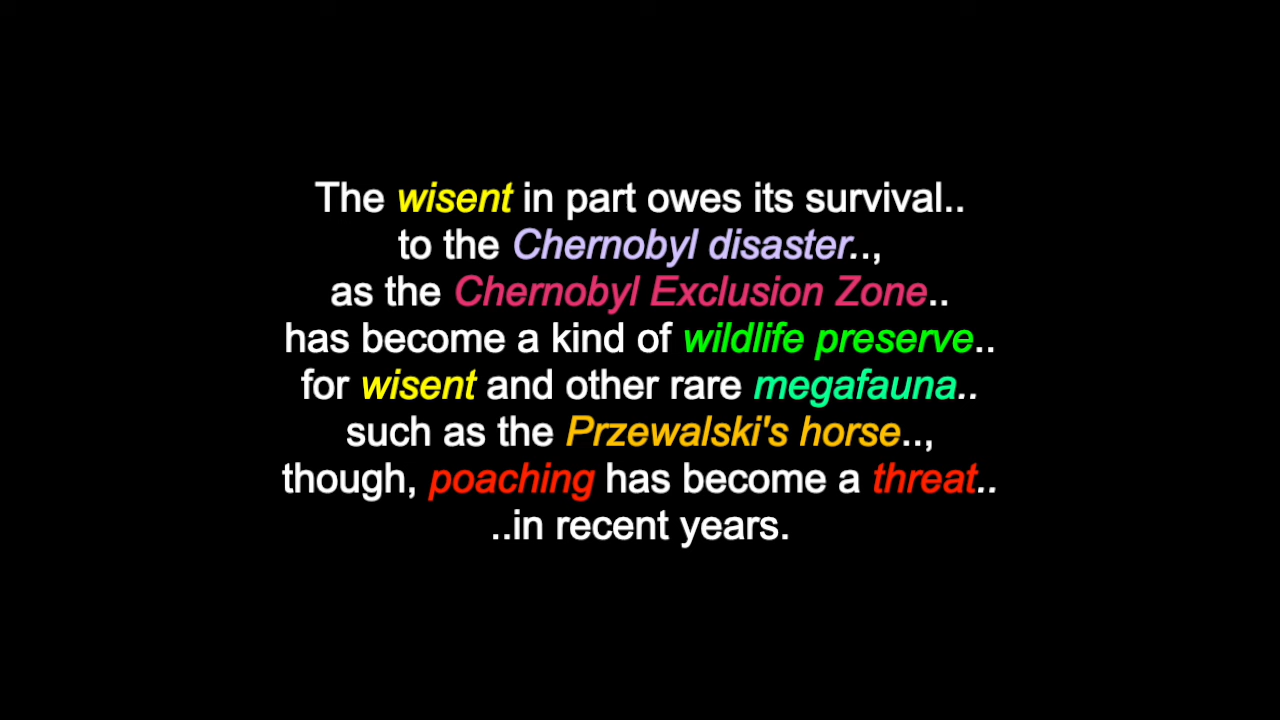 The wisent in part owes its survival..
to the Chernobyl disaster..,
as the Chernobyl Exclusion Zone..
has become a kind of wildlife preserve..
for wisent and other rare megafauna..
such as the Przewalski's horse..,
though, poaching has become a threat..
..in recent years.